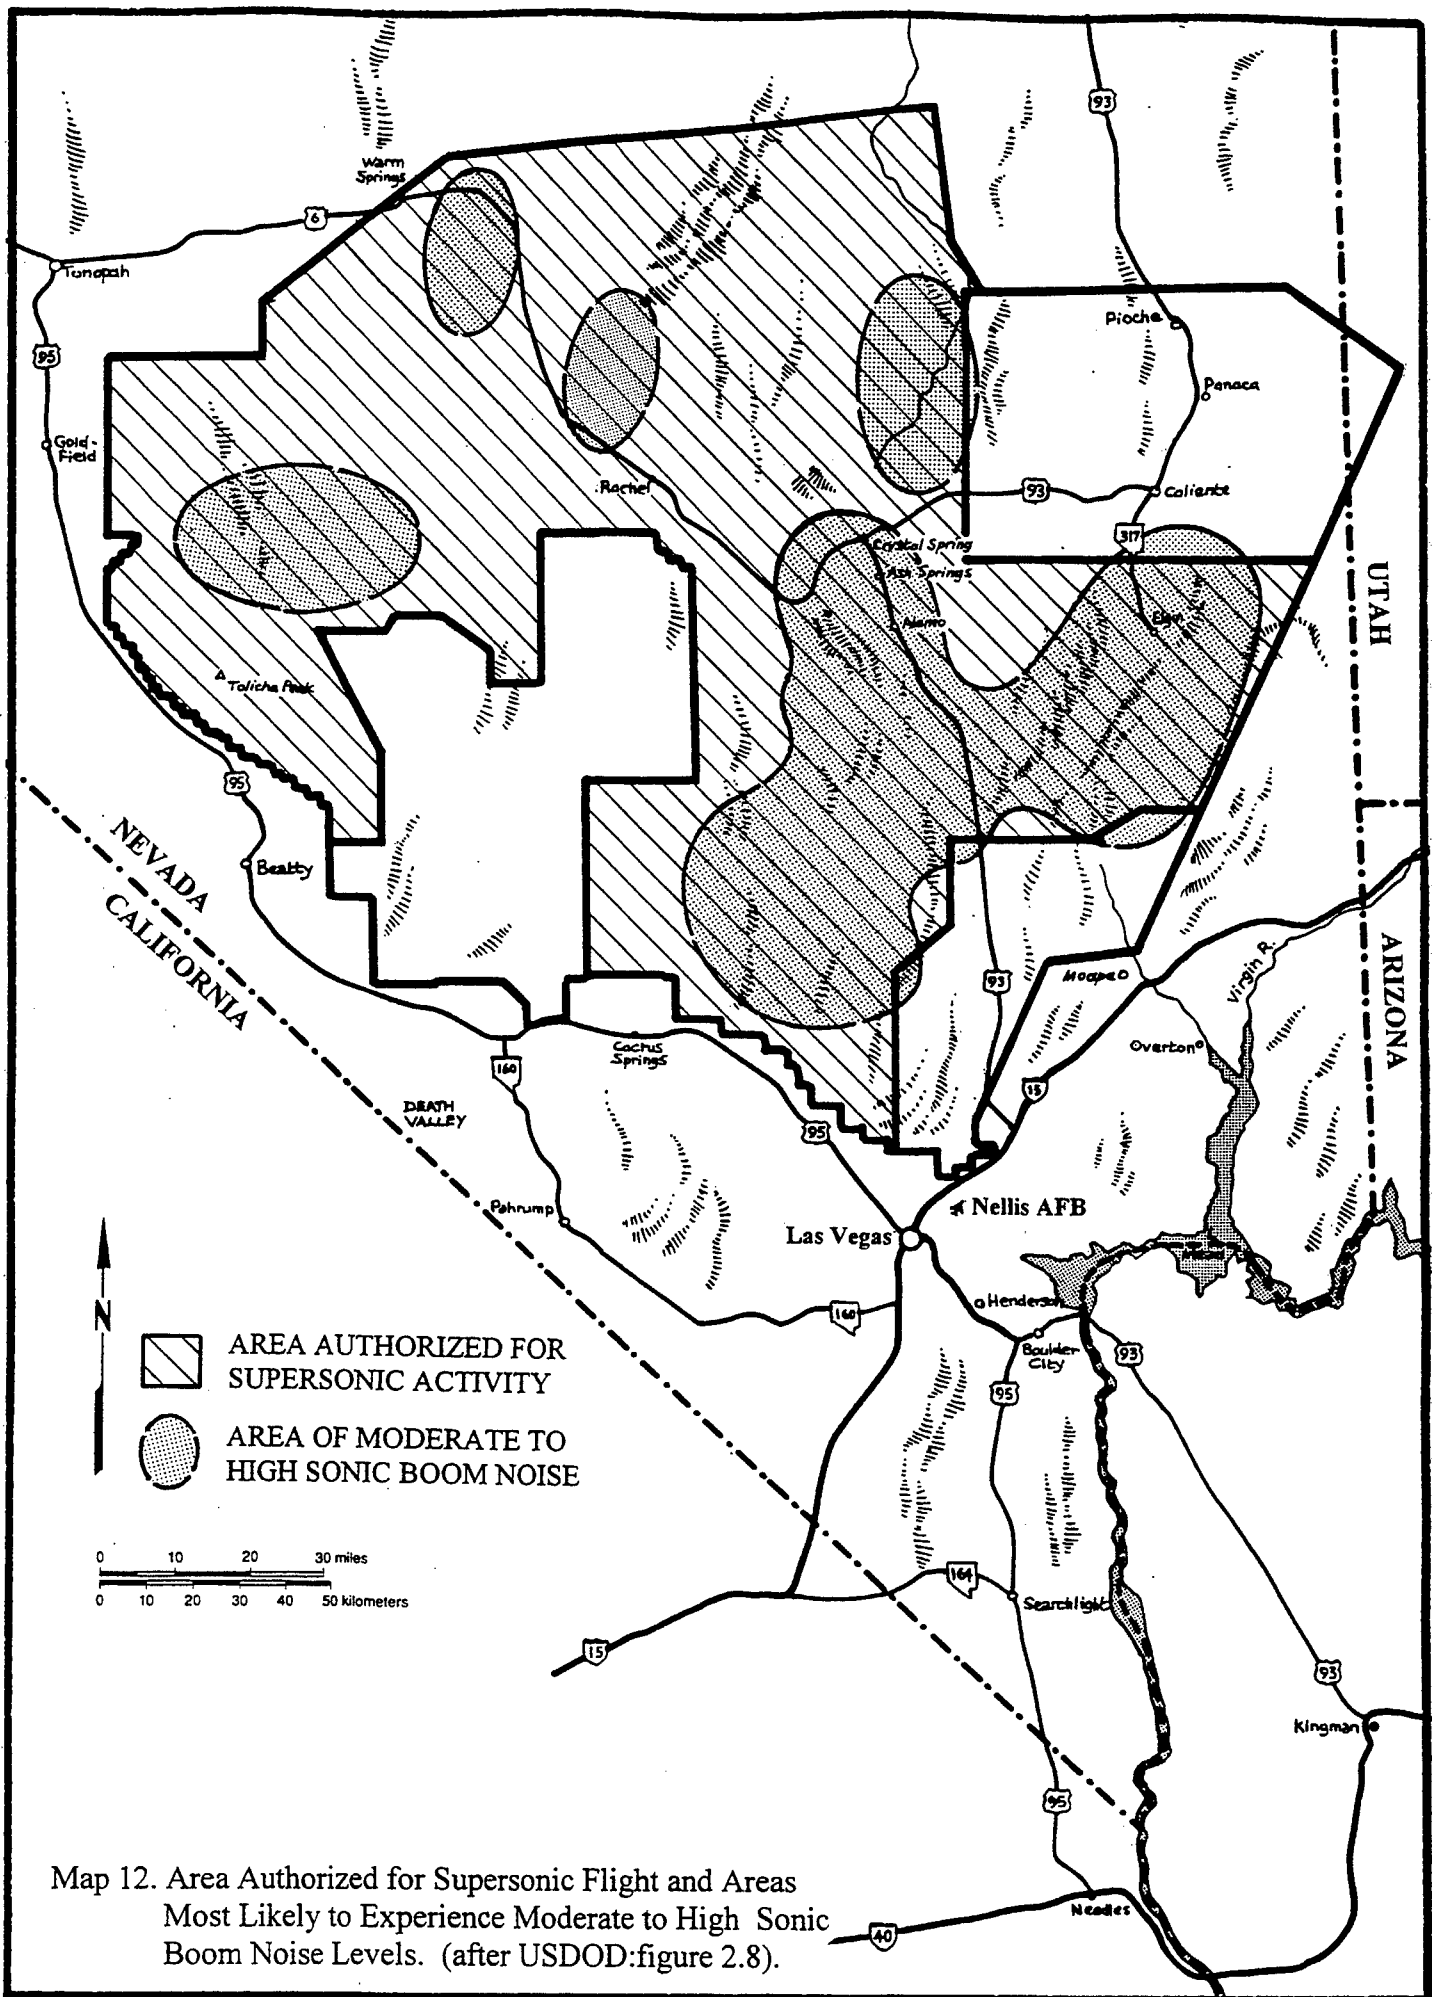 93
Warm
Springs
6
Tonopah
Pioche
95
Panaca
Gold-
Field
Rachel
93
Caliente
Crystal Spring
317
Ash Springs
UTAH
Alamo
Elgin
Tolicha Peak
95
NEVADA
Beatty
CALIFORNIA
ARIZONA
Virgin R.
Moapa
93
Overton
Cactus
Springs
160
15
DEATH
VALLEY
95
Pahrump
Nellis AFB
Las Vegas
Mead
N
Henderson
160
AREA AUTHORIZED FOR
SUPERSONIC ACTIVITY
Boulder
City
93
95
AREA OF MODERATE TO
HIGH SONIC BOOM NOISE
0 10 20 30 miles
0 10 20 30 40 50 kilometers
164
Searchlight
15
93
Kingman
95
Map 12. Area Authorized for Supersonic Flight and Areas
Most Likely to Experience Moderate to High Sonic
Boom Noise Levels. (after USDOD:figure 2.8).
Needles
40